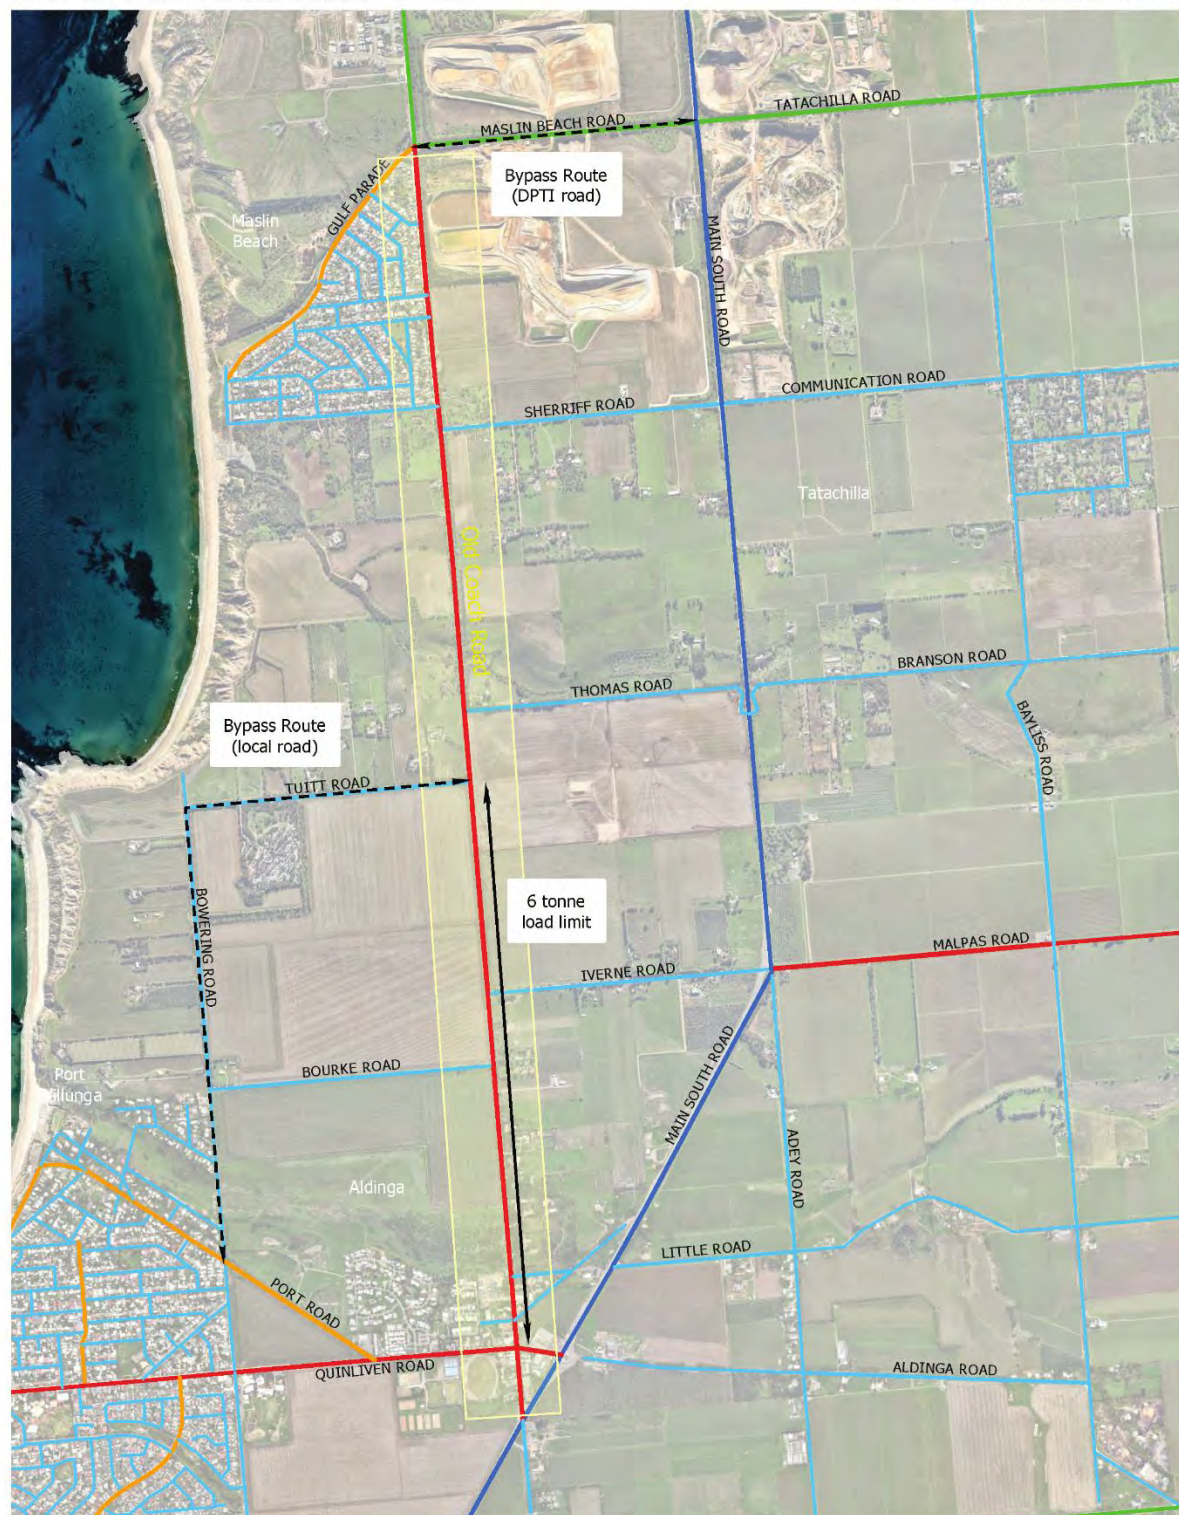 TATACHILLA ROAD
MASLIN BEACH ROAD
Bypass Route
(DPTI road)
GULF PARADE
Maslin
Beach
MAIN SOUTH ROAD
COMMUNICATION ROAD
SHERRIFF ROAD
Tatachilla
Old Coach Road
BRANSON ROAD
THOMAS ROAD
BAYLISS ROAD
Bypass Route
(local road)
TUITT ROAD
6 tonne
load limit
BOWERING ROAD
MALPAS ROAD
IVERNE ROAD
BOURKE ROAD
MAIN SOUTH ROAD
Port
ADEY ROAD
Aldinga
LITTLE ROAD
PORT ROAD
QUINLIVEN ROAD
ALDINGA ROAD